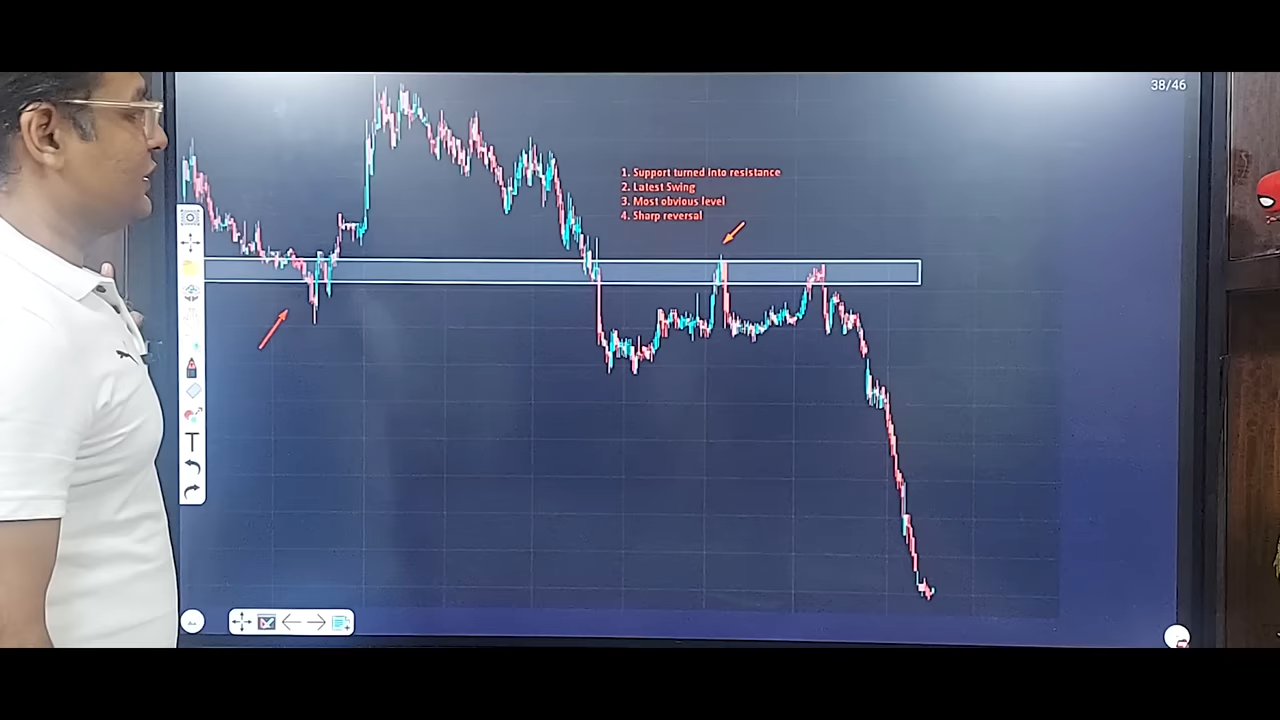 38/46
1. Support turned into resistance
2. Latest Swing
3. Most obvious level
4. Sharp reversal
T